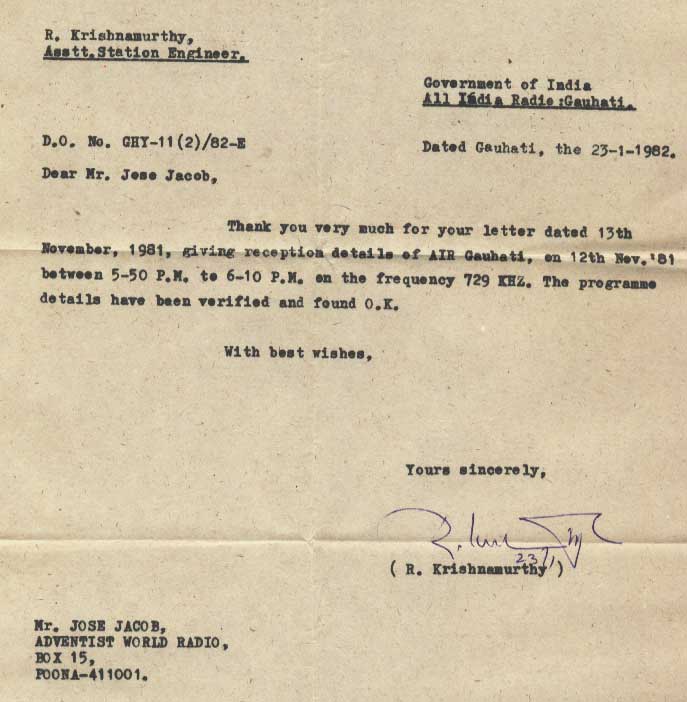 R. Krishnamurthy,
Asstt.Station Engineer.
Government of India
All India Radio:Gauhati.
D.O. No. GHY-11(2)/82-E
Dated Gauhati, the 23-1-1982.
Dear Mr. Jose Jacob,
Thank you very much for your letter dated 13th
November, 1981, giving reception details of AIR Gauhati, on 12th Nov.'81
between 5-50 P.M. to 6-10 P.M. on the frequency 729 KHZ. The programme
details have been verified and found O.K.
With best wishes,
Yours sincerely,
23/1
( R. Krishnamurthy )
Mr. JOSE JACOB,
ADVENTIST WORLD RADIO,
BOX 15,
POONA-411001.